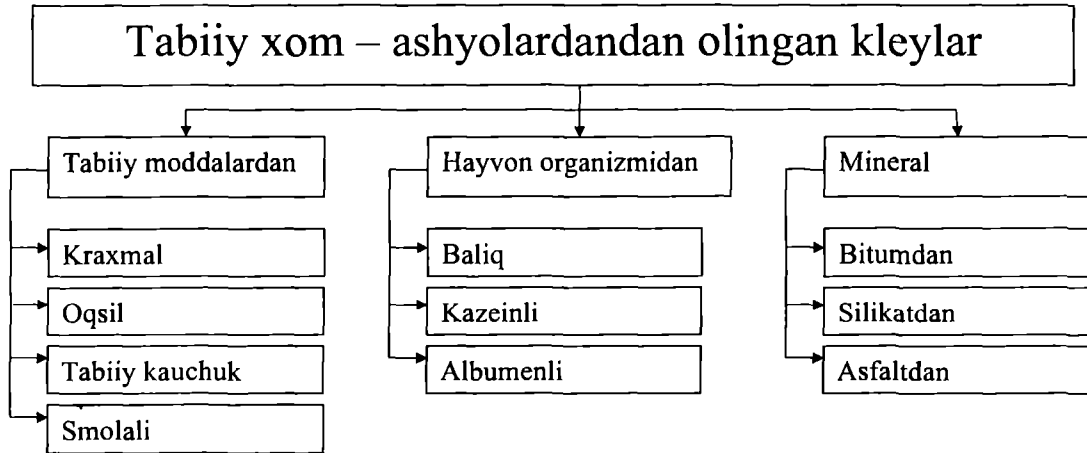 Tabiiy xom – ashyolardandan olingan kleylar
Tabiiy moddalardan
Kraxmal
Oqsil
Tabiiy kauchuk
Smolali
Hayvon organizmidan
Baliq
Kazeinli
Albumenli
Mineral
Bitumdan
Silikatdan
Asfaltdan